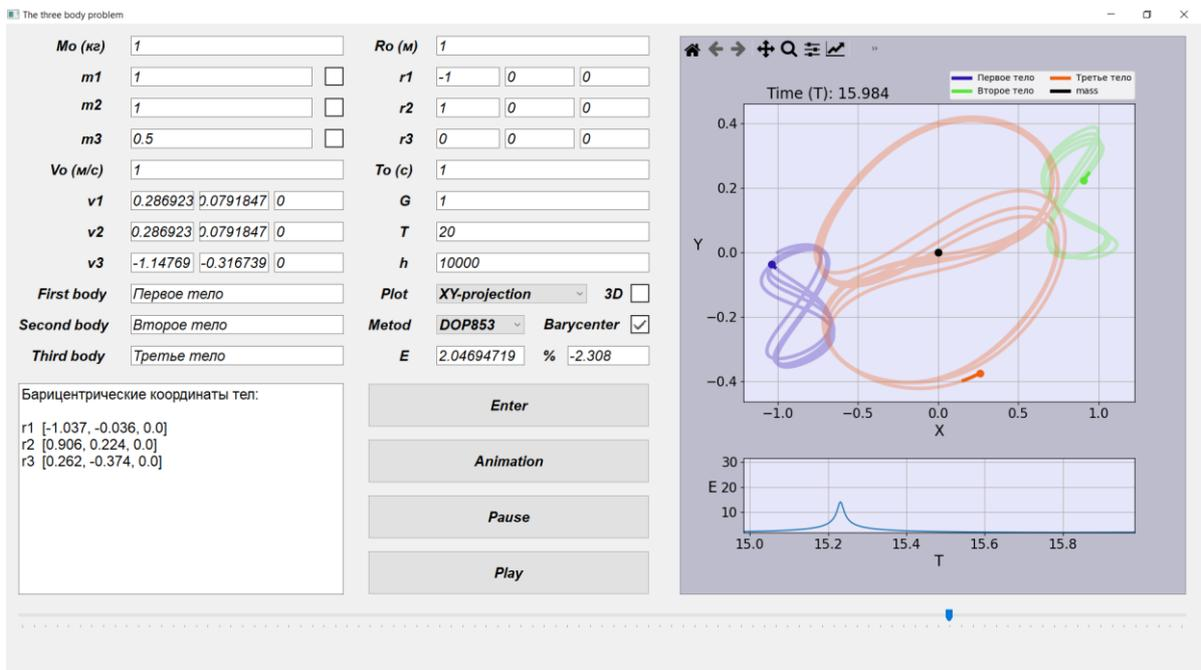 The three body problem
Mo (кг) 1 Ro (м) 1
m1 1 r1 -1 0 0
m2 1 r2 1 0 0
m3 0.5 r3 0 0 0
Vo (м/с) 1 To (с) 1
v1 0.286923 0.0791847 0 G 1
v2 0.286923 0.0791847 0 T 20
v3 -1.14769 -0.316739 0 h 10000
First body Первое тело Plot XY-projection 3D
Second body Второе тело Metod DOP853 Barycenter
Third body Третье тело E 2.04694719 % -2.308
Барицентрические координаты тел:
r1 [-1.037, -0.036, 0.0]
r2 [0.906, 0.224, 0.0]
r3 [0.262, -0.374, 0.0]
Enter
Animation
Pause
Play
»
Первое тело Третье тело
Второе тело mass
Time (T): 15.984
0.4
0.2
Y
0.0
−0.2
−0.4
−1.0 −0.5 0.0 0.5 1.0
X
30
E 20
10
15.0 15.2 15.4 15.6 15.8
T